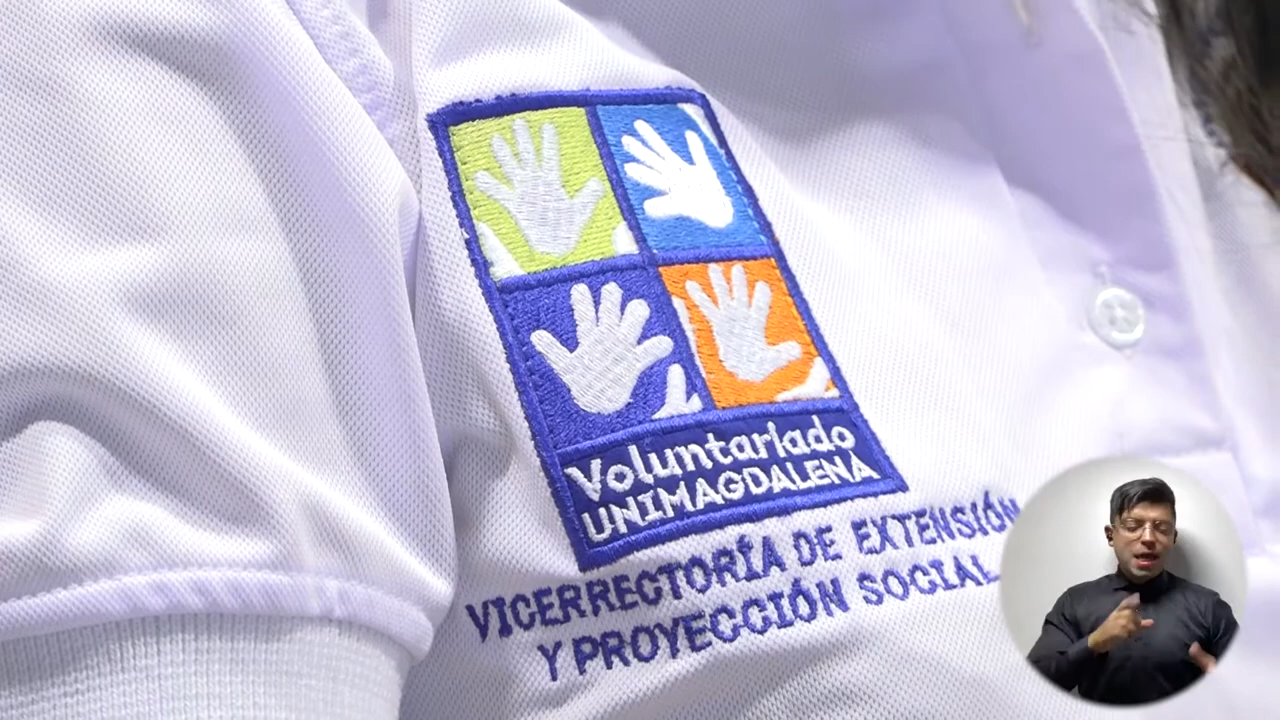 Voluntariado
UNIMAGDALENA
VICERRECTORÍA DE EXTENSIÓN
Y PROYECCIÓN SOCIAL